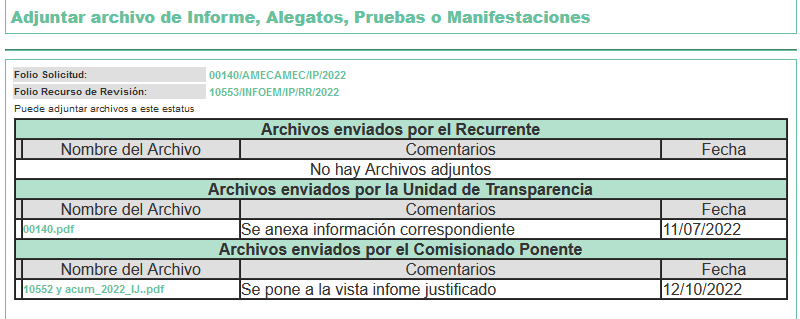 Adjuntar archivo de Informe, Alegatos, Pruebas o Manifestaciones
Folio Solicitud: 00140/AMECAMEC/IP/2022
Folio Recurso de Revisión: 10553/INFOEM/IP/RR/2022
Puede adjuntar archivos a este estatus
Archivos enviados por el Recurrente
Nombre del Archivo Comentarios Fecha
No hay Archivos adjuntos
Archivos enviados por la Unidad de Transparencia
Nombre del Archivo Comentarios Fecha
00140.pdf Se anexa información correspondiente 11/07/2022
Archivos enviados por el Comisionado Ponente
Nombre del Archivo Comentarios Fecha
10552 y acum_2022_IJ..pdf Se pone a la vista infome justificado 12/10/2022